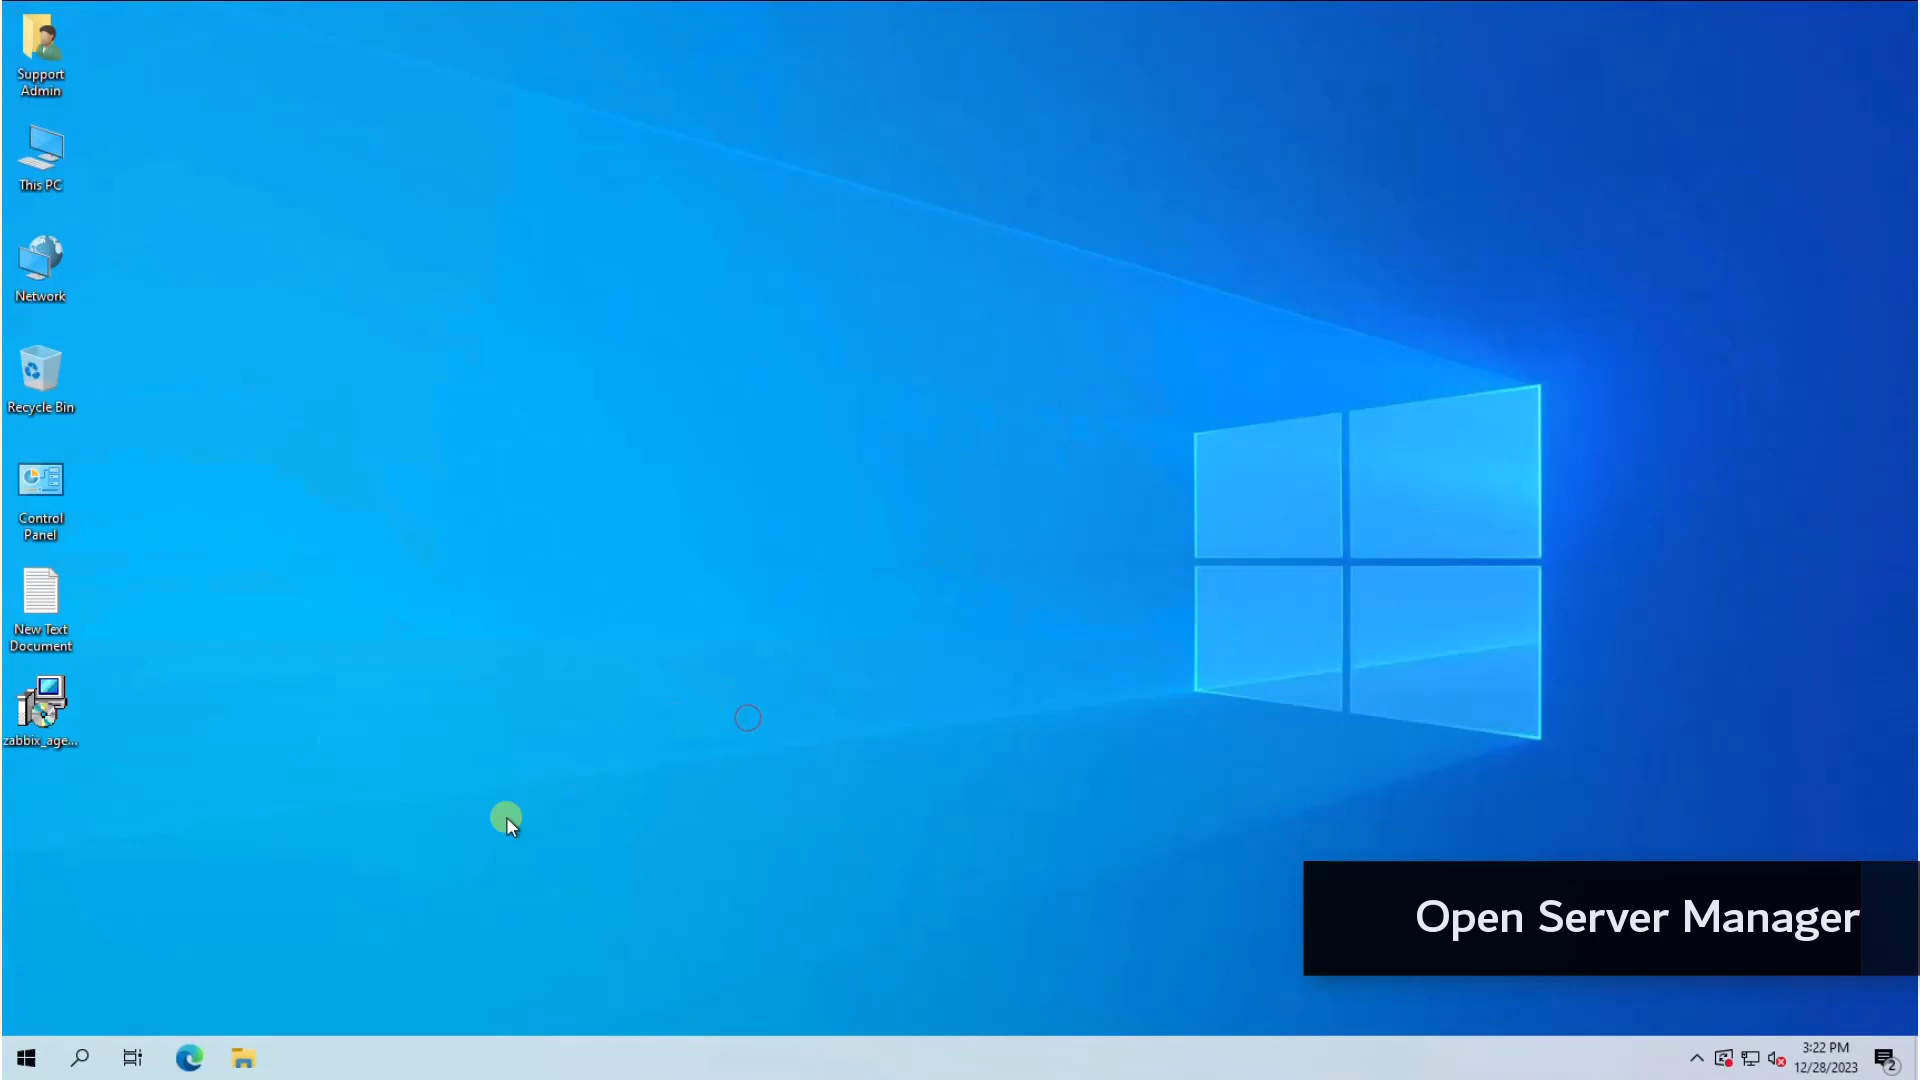 Support
Admin
This PC
Network
Recycle Bin
Control
Panel
New Text
Document
zabbix_age...
Open Server Manager
3:22 PM
12/28/2023
2